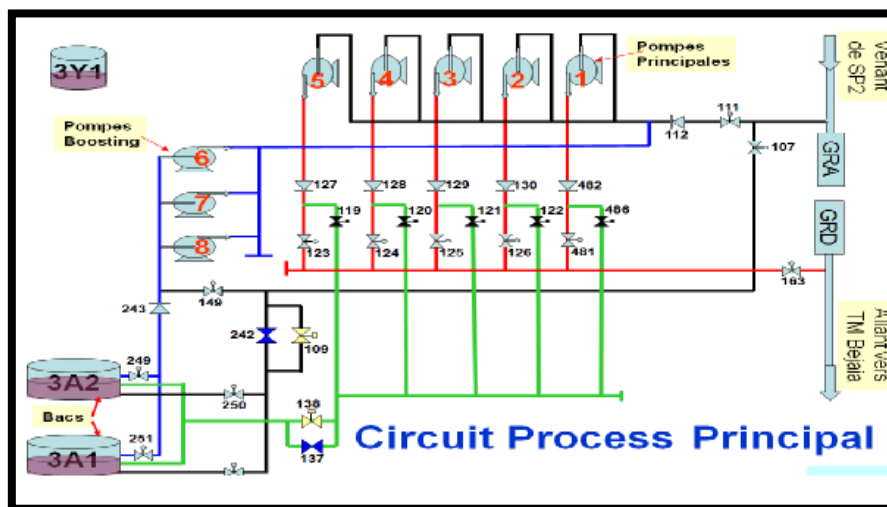 3Y1
Pompes
Boosting
5
4
3
2
1
Pompes
Principales
venant
de SP2
111
112
107
GRA
6
7
8
127
128
129
130
482
119
120
121
122
486
123
124
125
126
481
GRD
163
149
243
242
109
249
3A2
250
Bacs
251
3A1
138
137
Allant vers
TM Bejaia
Circuit Process Principal